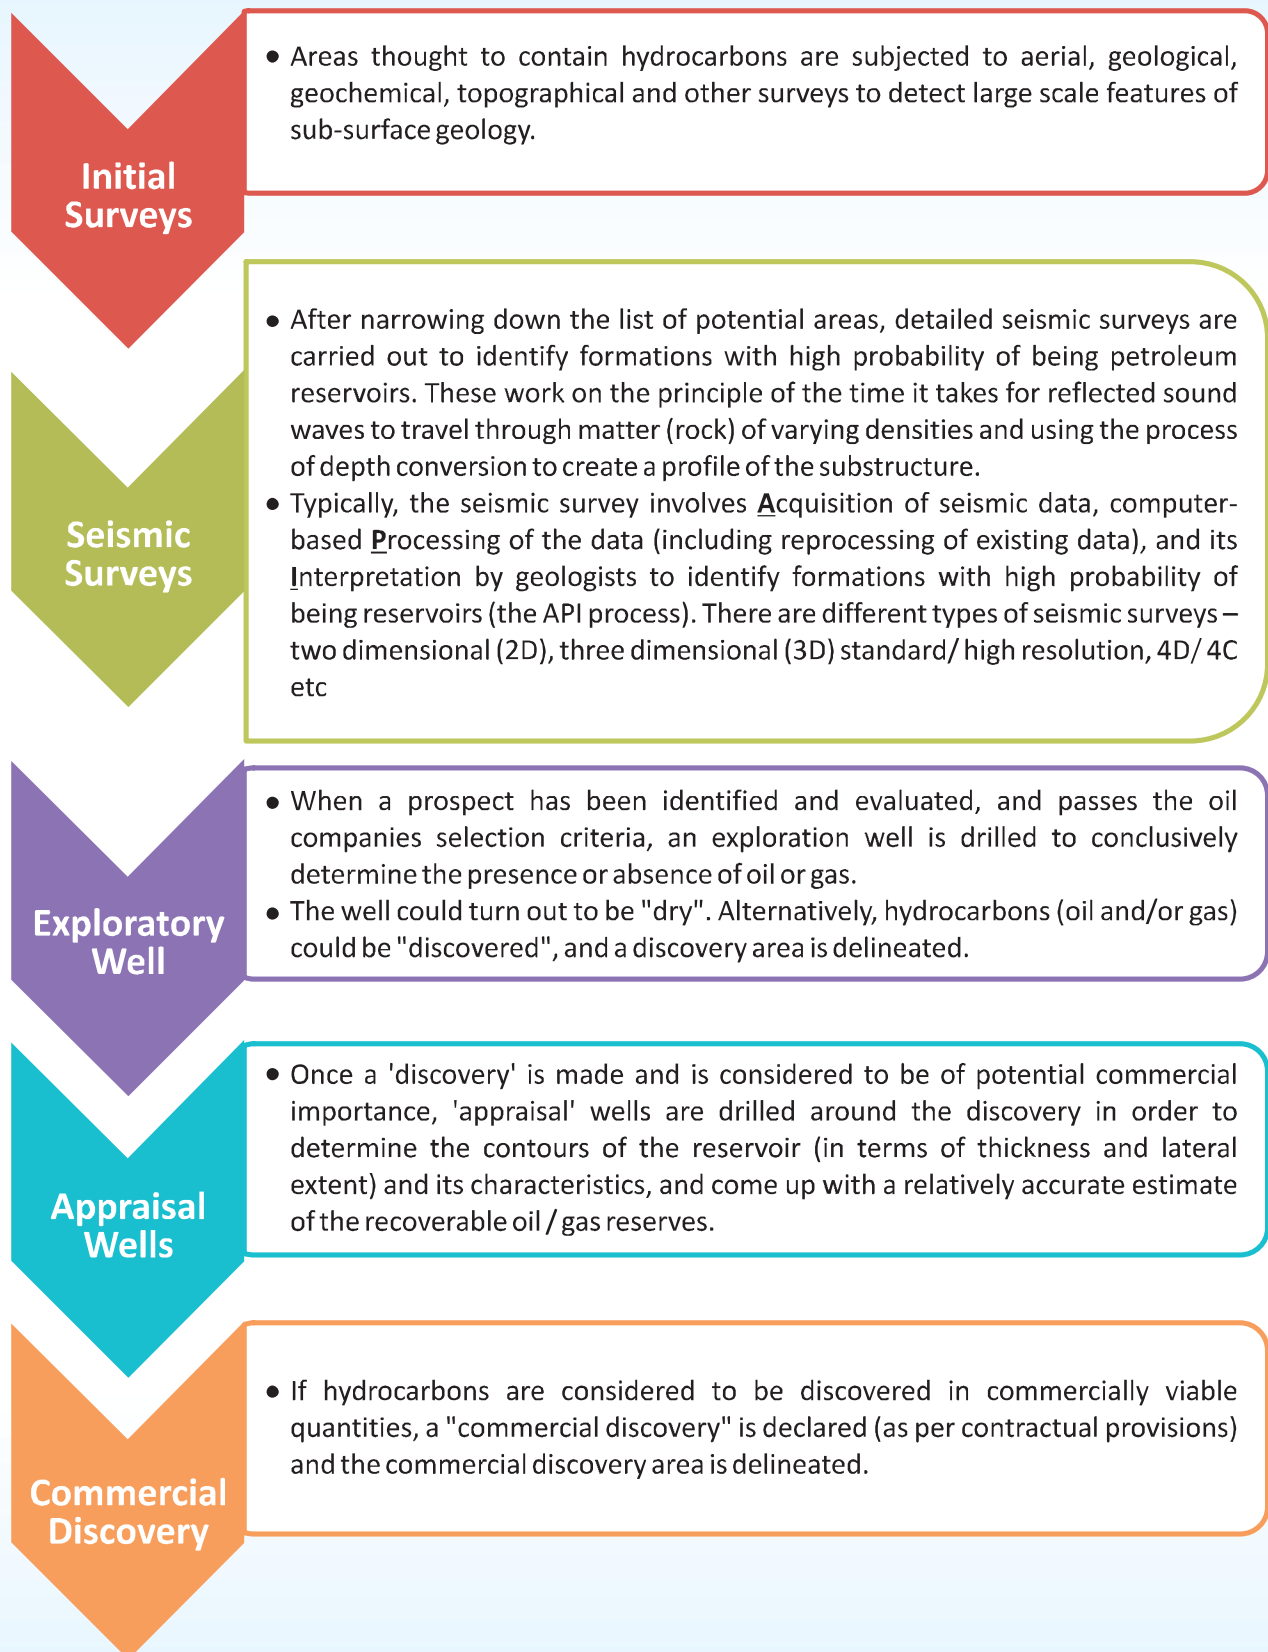 Initial
Surveys
● Areas thought to contain hydrocarbons are subjected to aerial, geological,
geochemical, topographical and other surveys to detect large scale features of
sub-surface geology.
Seismic
Surveys
● After narrowing down the list of potential areas, detailed seismic surveys are
carried out to identify formations with high probability of being petroleum
reservoirs. These work on the principle of the time it takes for reflected sound
waves to travel through matter (rock) of varying densities and using the process
of depth conversion to create a profile of the substructure.
● Typically, the seismic survey involves Acquisition of seismic data, computer-
based Processing of the data (including reprocessing of existing data), and its
Interpretation by geologists to identify formations with high probability of
being reservoirs (the API process). There are different types of seismic surveys –
two dimensional (2D), three dimensional (3D) standard/ high resolution, 4D/ 4C
etc
Exploratory
Well
● When a prospect has been identified and evaluated, and passes the oil
companies selection criteria, an exploration well is drilled to conclusively
determine the presence or absence of oil or gas.
● The well could turn out to be "dry". Alternatively, hydrocarbons (oil and/or gas)
could be "discovered", and a discovery area is delineated.
Appraisal
Wells
● Once a 'discovery' is made and is considered to be of potential commercial
importance, 'appraisal' wells are drilled around the discovery in order to
determine the contours of the reservoir (in terms of thickness and lateral
extent) and its characteristics, and come up with a relatively accurate estimate
of the recoverable oil / gas reserves.
Commercial
Discovery
● If hydrocarbons are considered to be discovered in commercially viable
quantities, a "commercial discovery" is declared (as per contractual provisions)
and the commercial discovery area is delineated.